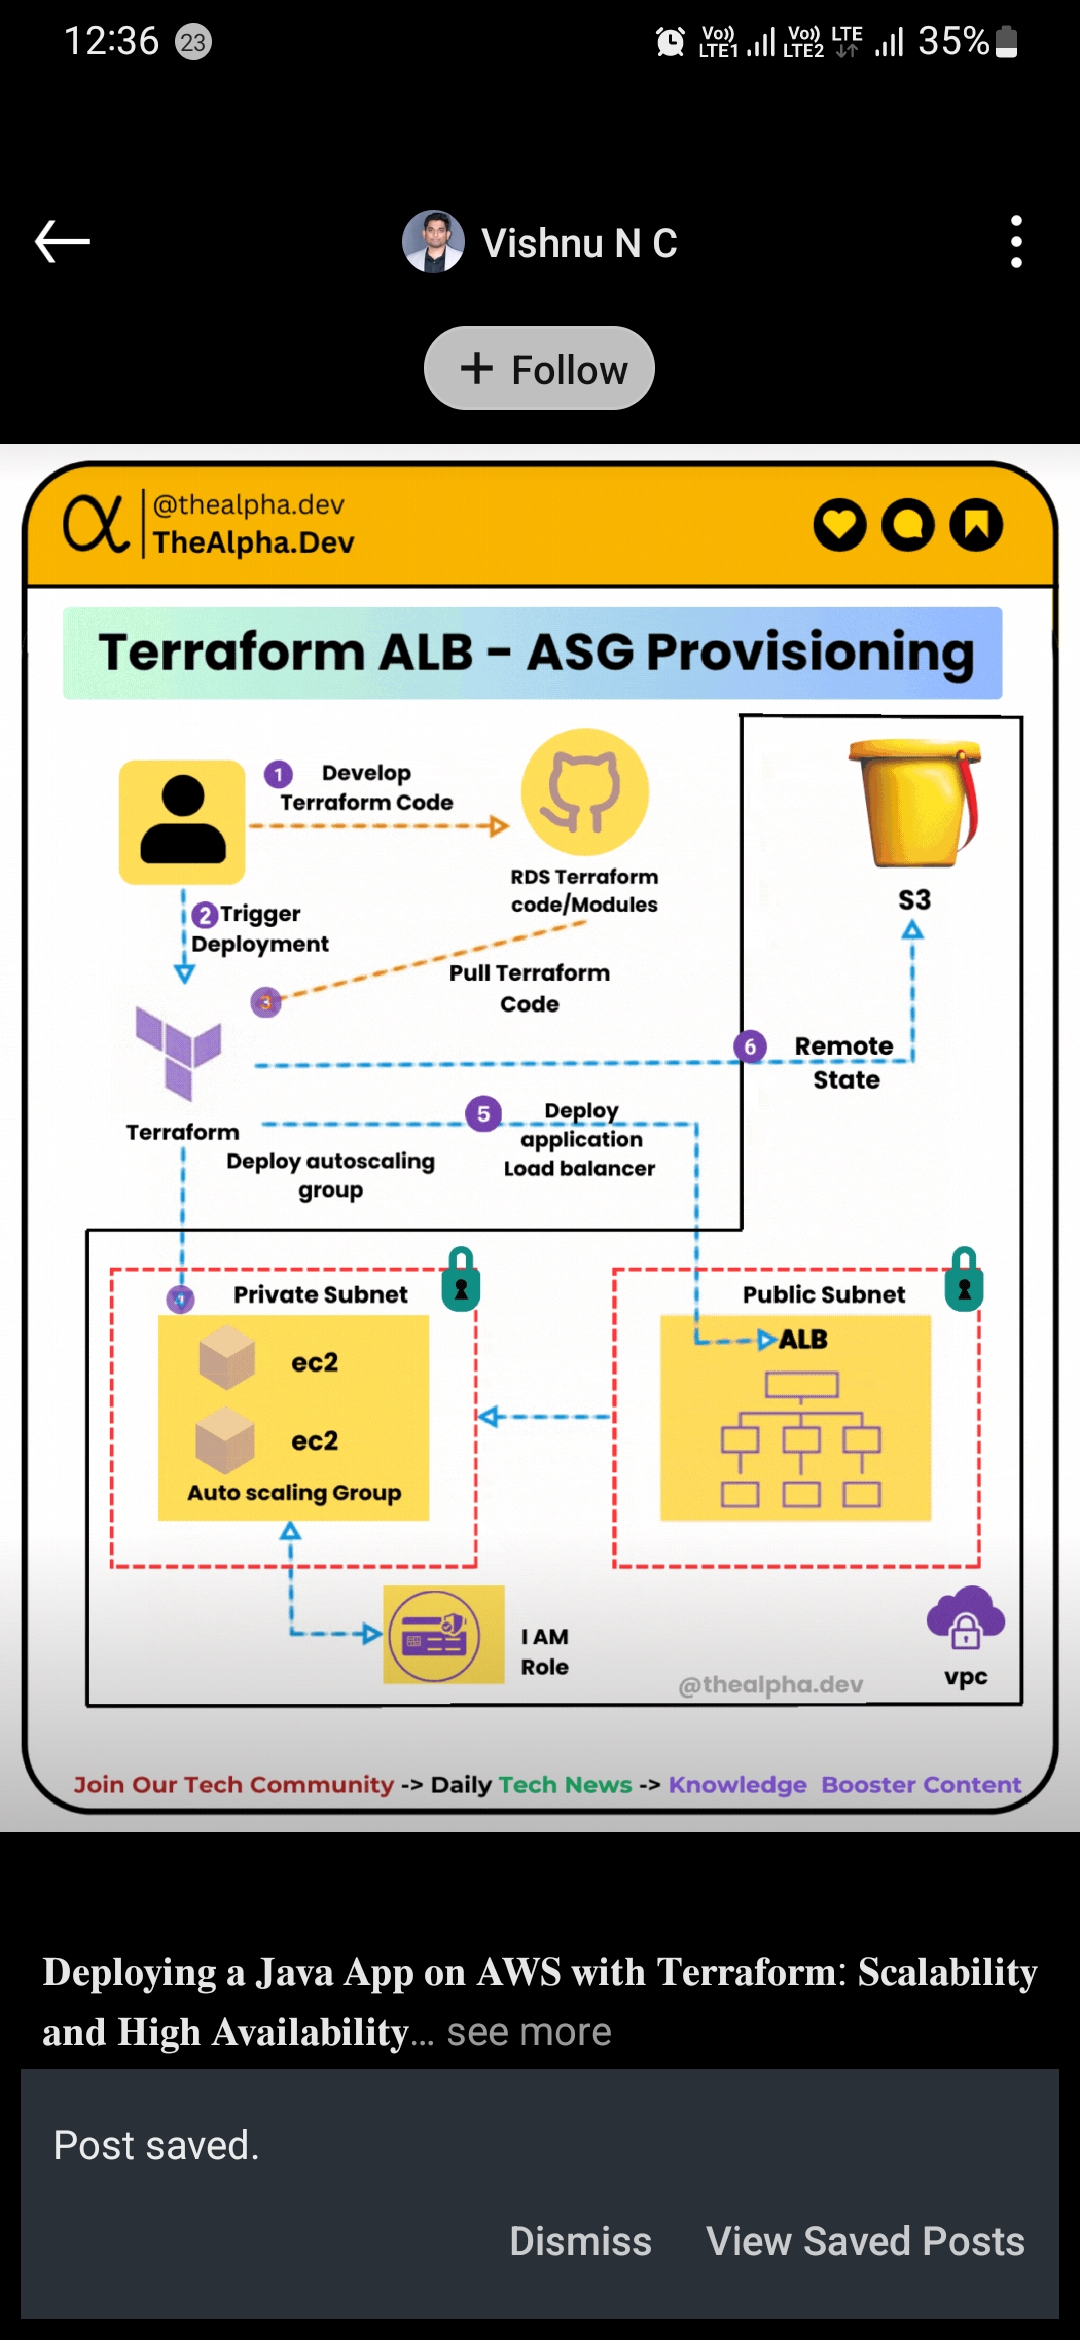 12:36 23
Vo)) LTE1 Vo)) LTE2 LTE 35%
Vishnu N C
+ Follow
α @thealpha.dev
TheAlpha.Dev
Terraform ALB - ASG Provisioning
1 Develop
Terraform Code
RDS Terraform
code/Modules
S3
2 Trigger
Deployment
3
Pull Terraform
Code
6 Remote
State
Terraform
5 Deploy
application
Load balancer
Deploy autoscaling
group
4 Private Subnet
ec2
ec2
Auto scaling Group
Public Subnet
ALB
I AM
Role
vpc
@thealpha.dev
Join Our Tech Community -> Daily Tech News -> Knowledge Booster Content
Deploying a Java App on AWS with Terraform: Scalability
and High Availability... see more
Post saved.
Dismiss View Saved Posts